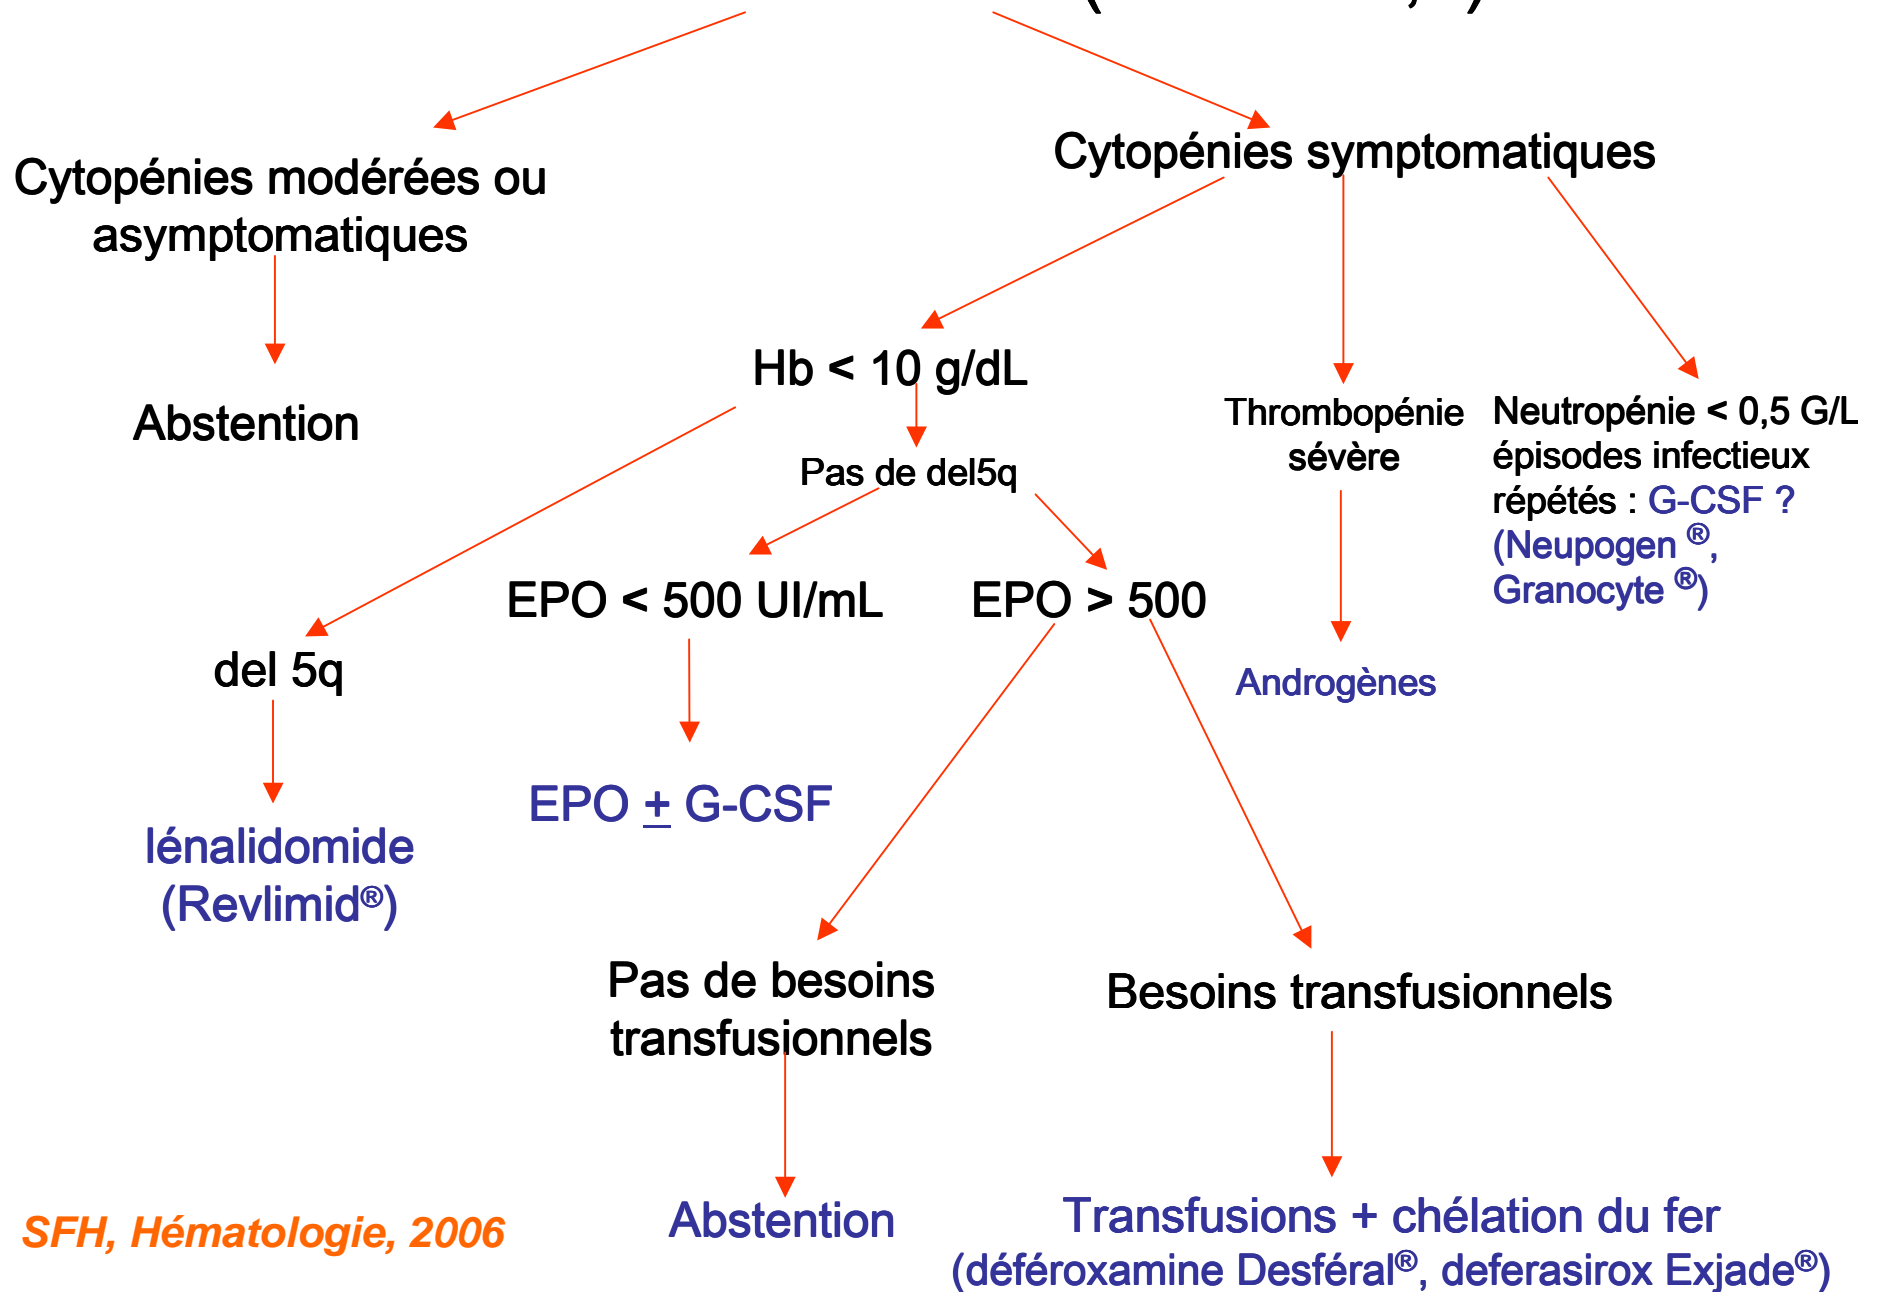 Cytopénies modérées ou
asymptomatiques
Abstention
Cytopénies symptomatiques
Hb < 10 g/dL
Pas de del5q
Thrombopénie
sévère
Neutropénie < 0,5 G/L
épisodes infectieux
répétés : G-CSF ?
(Neupogen ®,
Granocyte ®)
EPO < 500 UI/mL
EPO > 500
del 5q
Androgènes
EPO ± G-CSF
lénalidomide
(Revlimid®)
Pas de besoins
transfusionnels
Besoins transfusionnels
Abstention
Transfusions + chélation du fer
(déféroxamine Desféral®, deferasirox Exjade®)
SFH, Hématologie, 2006